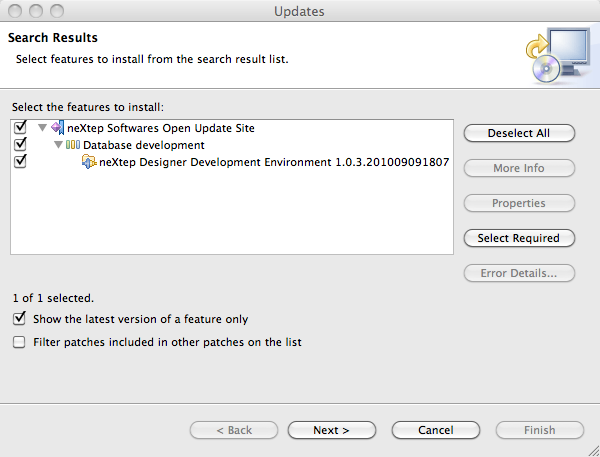 Updates
Search Results
Select features to install from the search result list.
Select the features to install:
neXtep Softwares Open Update Site
Database development
neXtep Designer Development Environment 1.0.3.201009091807
Deselect All
More Info
Properties
Select Required
Error Details...
1 of 1 selected.
Show the latest version of a feature only
Filter patches included in other patches on the list
< Back
Next >
Cancel
Finish